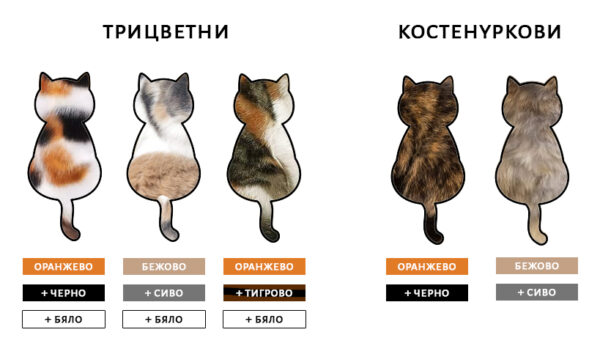 ТРИЦВЕТНИ
КОСТЕНУРКОВИ
ОРАНЖЕВО
БЕЖОВО
ОРАНЖЕВО
+ ЧЕРНО
+ СИВО
+ ТИГРОВО
+ БЯЛО
+ БЯЛО
+ БЯЛО
ОРАНЖЕВО
БЕЖОВО
+ ЧЕРНО
+ СИВО